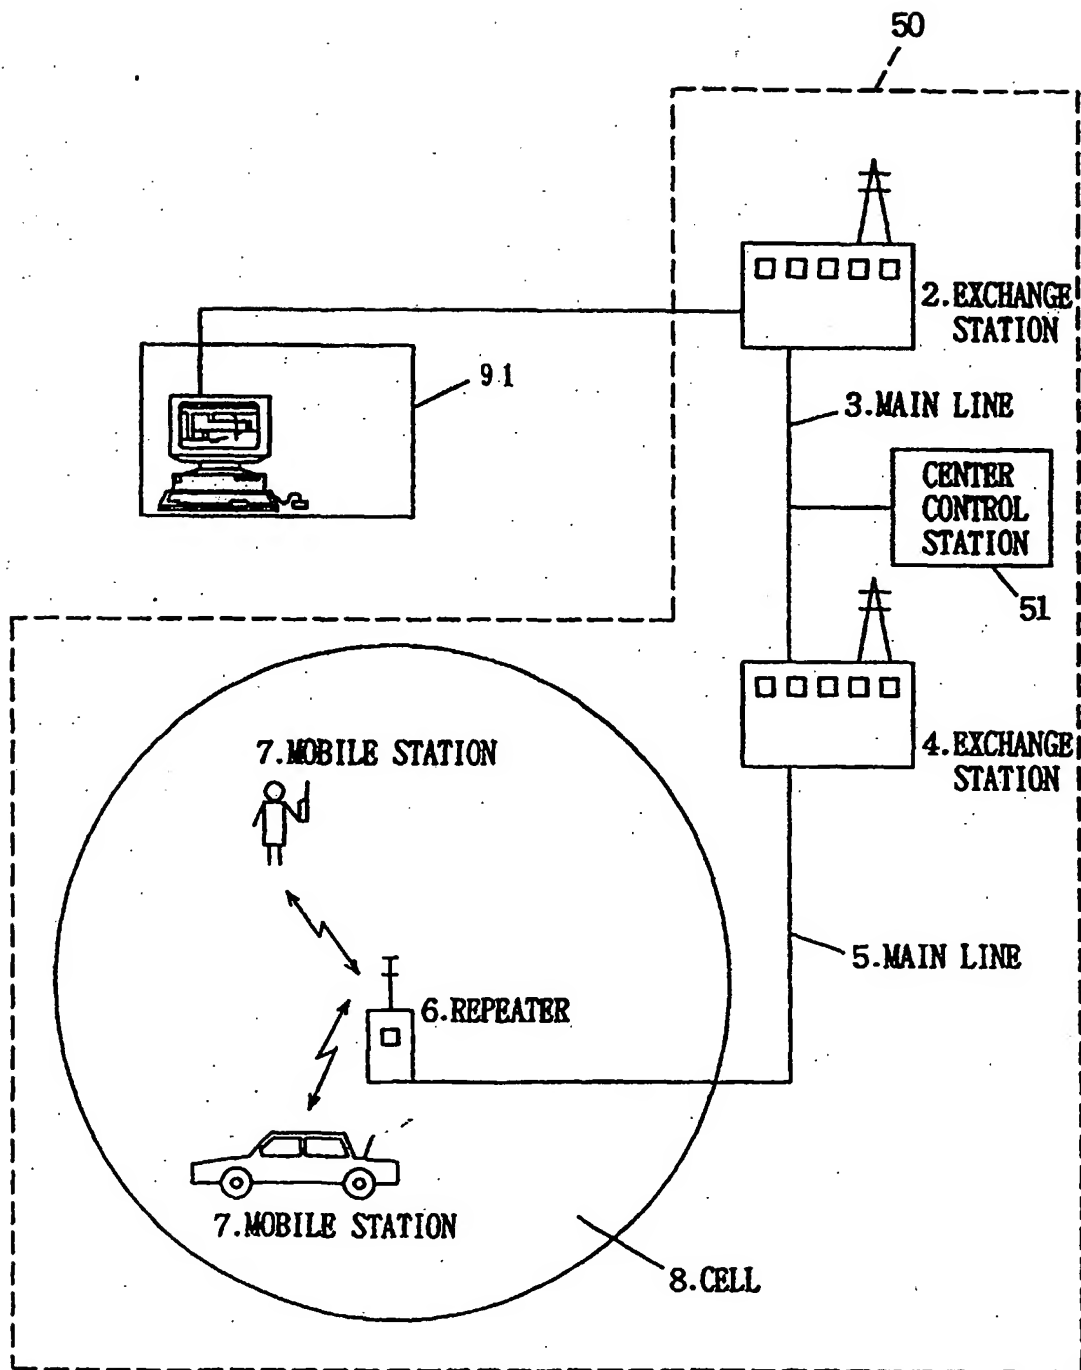 50
2.EXCHANGE
STATION
91
3.MAIN LINE
CENTER
CONTROL
STATION
51
7.MOBILE STATION
4.EXCHANGE
STATION
5.MAIN LINE
6.REPEATER
7.MOBILE STATION
8.CELL